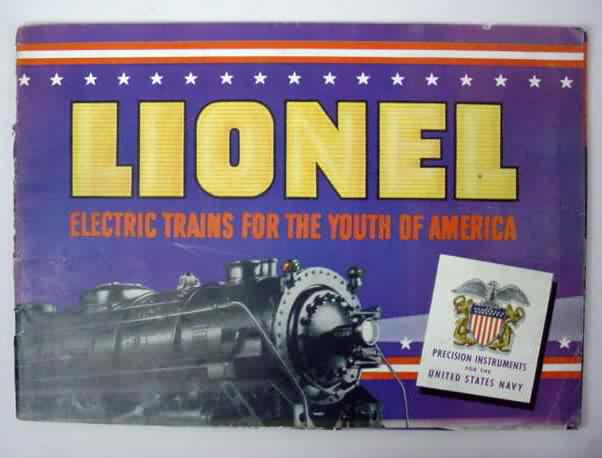 LIONEL
ELECTRIC TRAINS FOR THE YOUTH OF AMERICA
PRECISION INSTRUMENTS
FOR THE
UNITED STATES NAVY